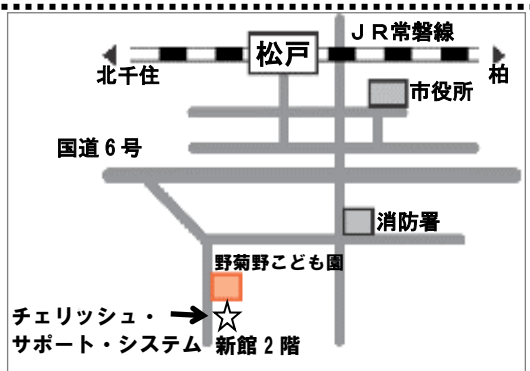 ＪＲ常磐線
松戸
北千住
柏
市役所
国道６号
消防署
野菊野こども園
チェリッシュ・
サポート・システム 新館２階